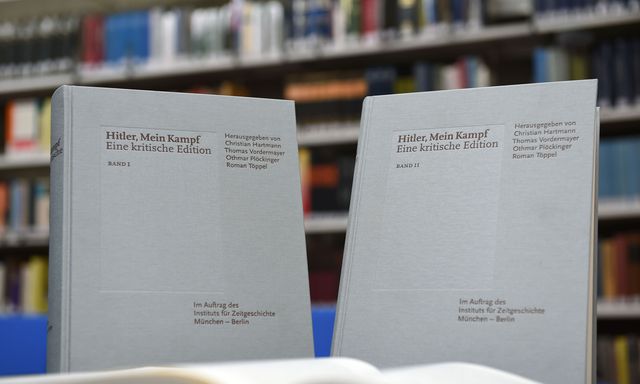 Hitler, Mein Kampf
Eine kritische Edition
BAND I
Herausgegeben von
Christian Hartmann
Thomas Vordermayer
Othmar Plöckinger
Roman Töppel
Im Auftrag des
Instituts für Zeitgeschichte
München – Berlin
Hitler, Mein Kampf
Eine kritische Edition
BAND II
Herausgegeben von
Christian Hartmann
Thomas Vordermayer
Othmar Plöckinger
Roman Töppel
Im Auftrag des
Instituts für Zeitgeschichte
München – Berlin